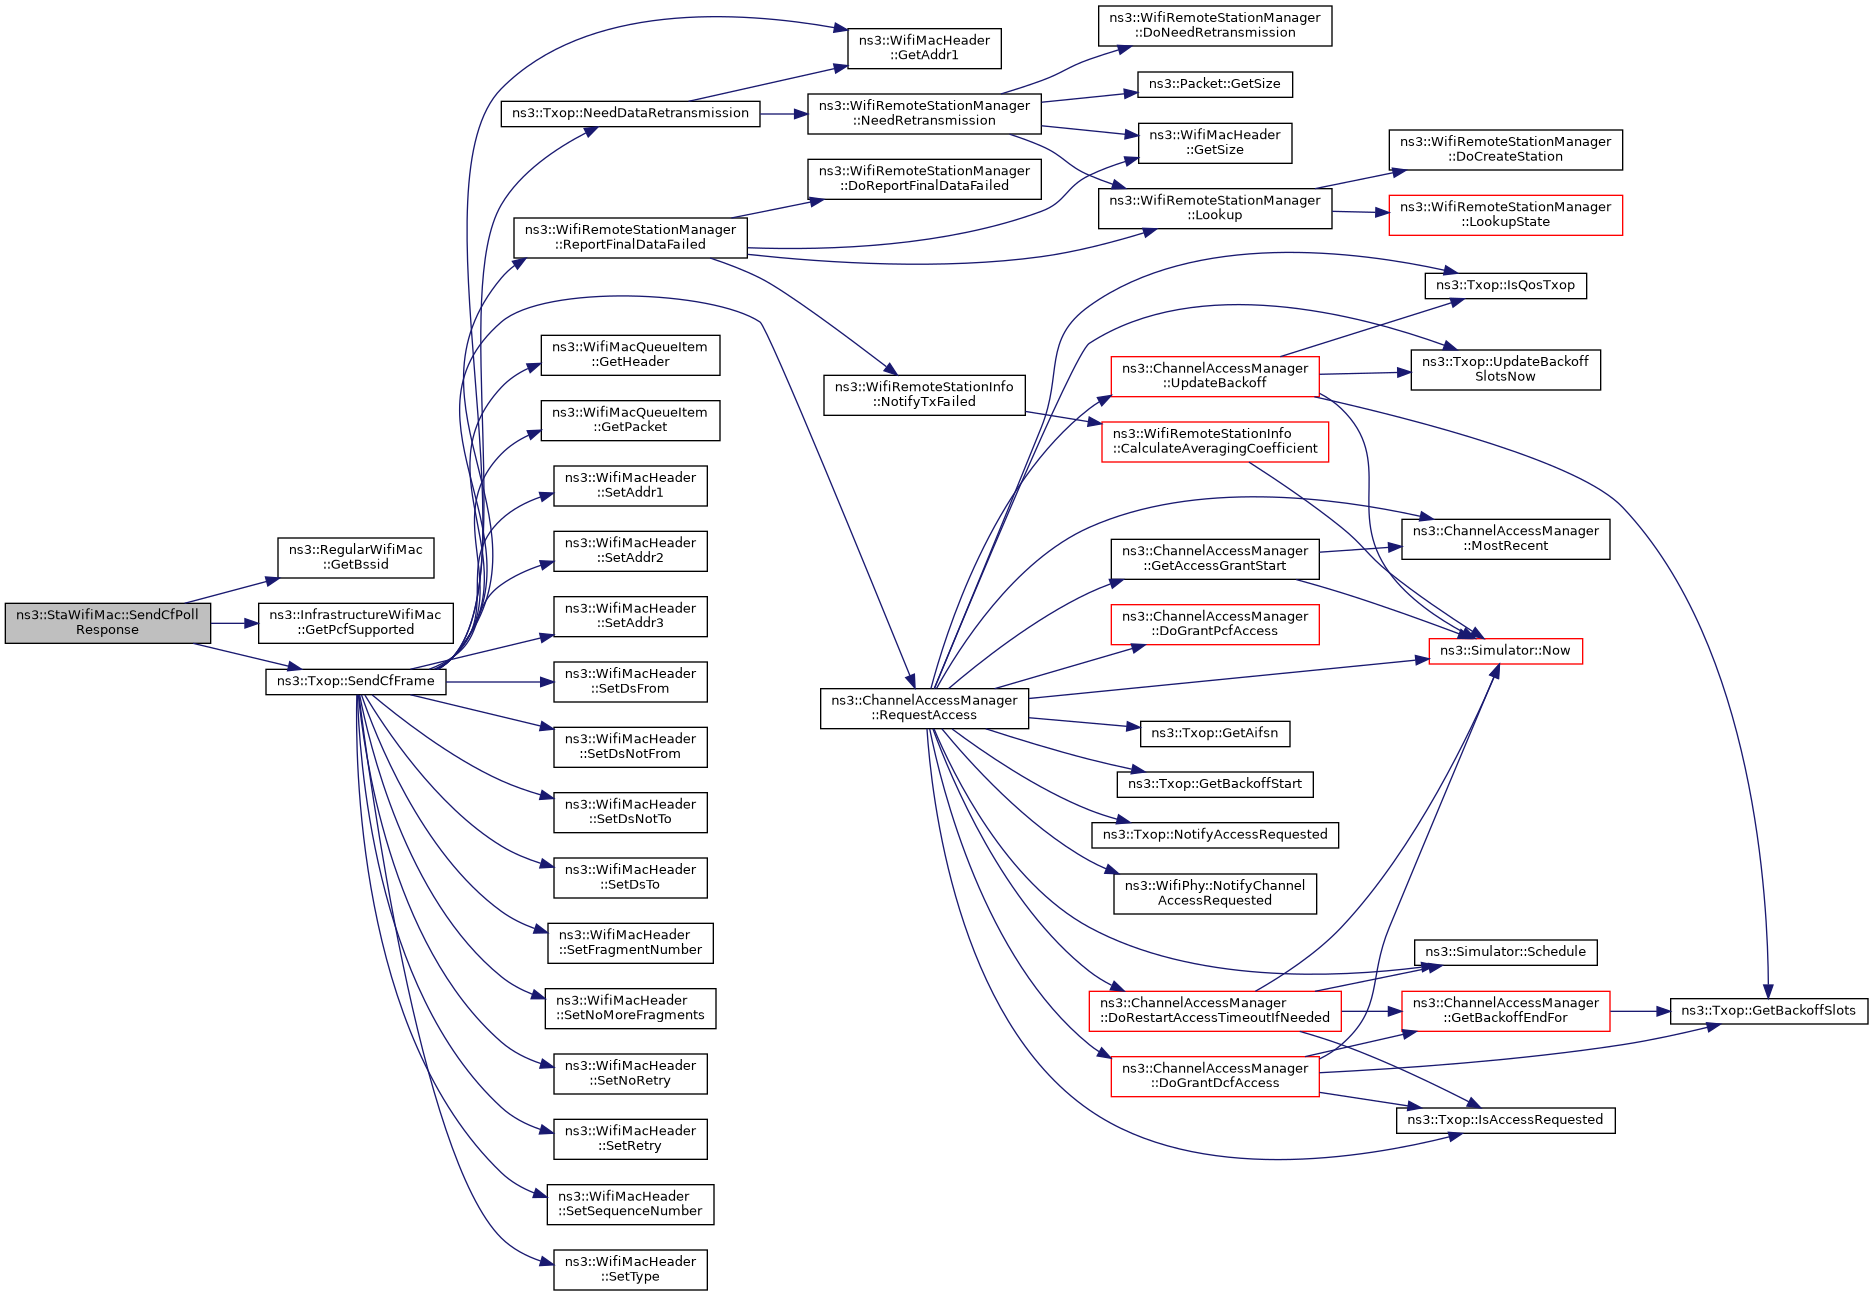 ns3::StaWifiMac::SendCfPoll
Response
ns3::RegularWifiMac
::GetBssid
ns3::InfrastructureWifiMac
::GetPcfSupported
ns3::Txop::SendCfFrame
ns3::WifiMacHeader
::GetAddr1
ns3::Txop::NeedDataRetransmission
ns3::WifiRemoteStationManager
::NeedRetransmission
ns3::WifiRemoteStationManager
::DoNeedRetransmission
ns3::Packet::GetSize
ns3::WifiMacHeader
::GetSize
ns3::WifiRemoteStationManager
::Lookup
ns3::WifiRemoteStationManager
::DoCreateStation
ns3::WifiRemoteStationManager
::LookupState
ns3::WifiRemoteStationManager
::ReportFinalDataFailed
ns3::WifiRemoteStationManager
::DoReportFinalDataFailed
ns3::WifiRemoteStationInfo
::NotifyTxFailed
ns3::WifiRemoteStationInfo
::CalculateAveragingCoefficient
ns3::WifiMacQueueItem
::GetHeader
ns3::WifiMacQueueItem
::GetPacket
ns3::WifiMacHeader
::SetAddr1
ns3::WifiMacHeader
::SetAddr2
ns3::WifiMacHeader
::SetAddr3
ns3::WifiMacHeader
::SetDsFrom
ns3::WifiMacHeader
::SetDsNotFrom
ns3::WifiMacHeader
::SetDsNotTo
ns3::WifiMacHeader
::SetDsTo
ns3::WifiMacHeader
::SetFragmentNumber
ns3::WifiMacHeader
::SetNoMoreFragments
ns3::WifiMacHeader
::SetNoRetry
ns3::WifiMacHeader
::SetRetry
ns3::WifiMacHeader
::SetSequenceNumber
ns3::WifiMacHeader
::SetType
ns3::ChannelAccessManager
::RequestAccess
ns3::Txop::IsQosTxop
ns3::ChannelAccessManager
::UpdateBackoff
ns3::Txop::UpdateBackoff
SlotsNow
ns3::ChannelAccessManager
::MostRecent
ns3::ChannelAccessManager
::GetAccessGrantStart
ns3::ChannelAccessManager
::DoGrantPcfAccess
ns3::Simulator::Now
ns3::Txop::GetAifsn
ns3::Txop::GetBackoffStart
ns3::Txop::NotifyAccessRequested
ns3::WifiPhy::NotifyChannel
AccessRequested
ns3::Simulator::Schedule
ns3::ChannelAccessManager
::DoRestartAccessTimeoutIfNeeded
ns3::ChannelAccessManager
::GetBackoffEndFor
ns3::Txop::GetBackoffSlots
ns3::ChannelAccessManager
::DoGrantDcfAccess
ns3::Txop::IsAccessRequested